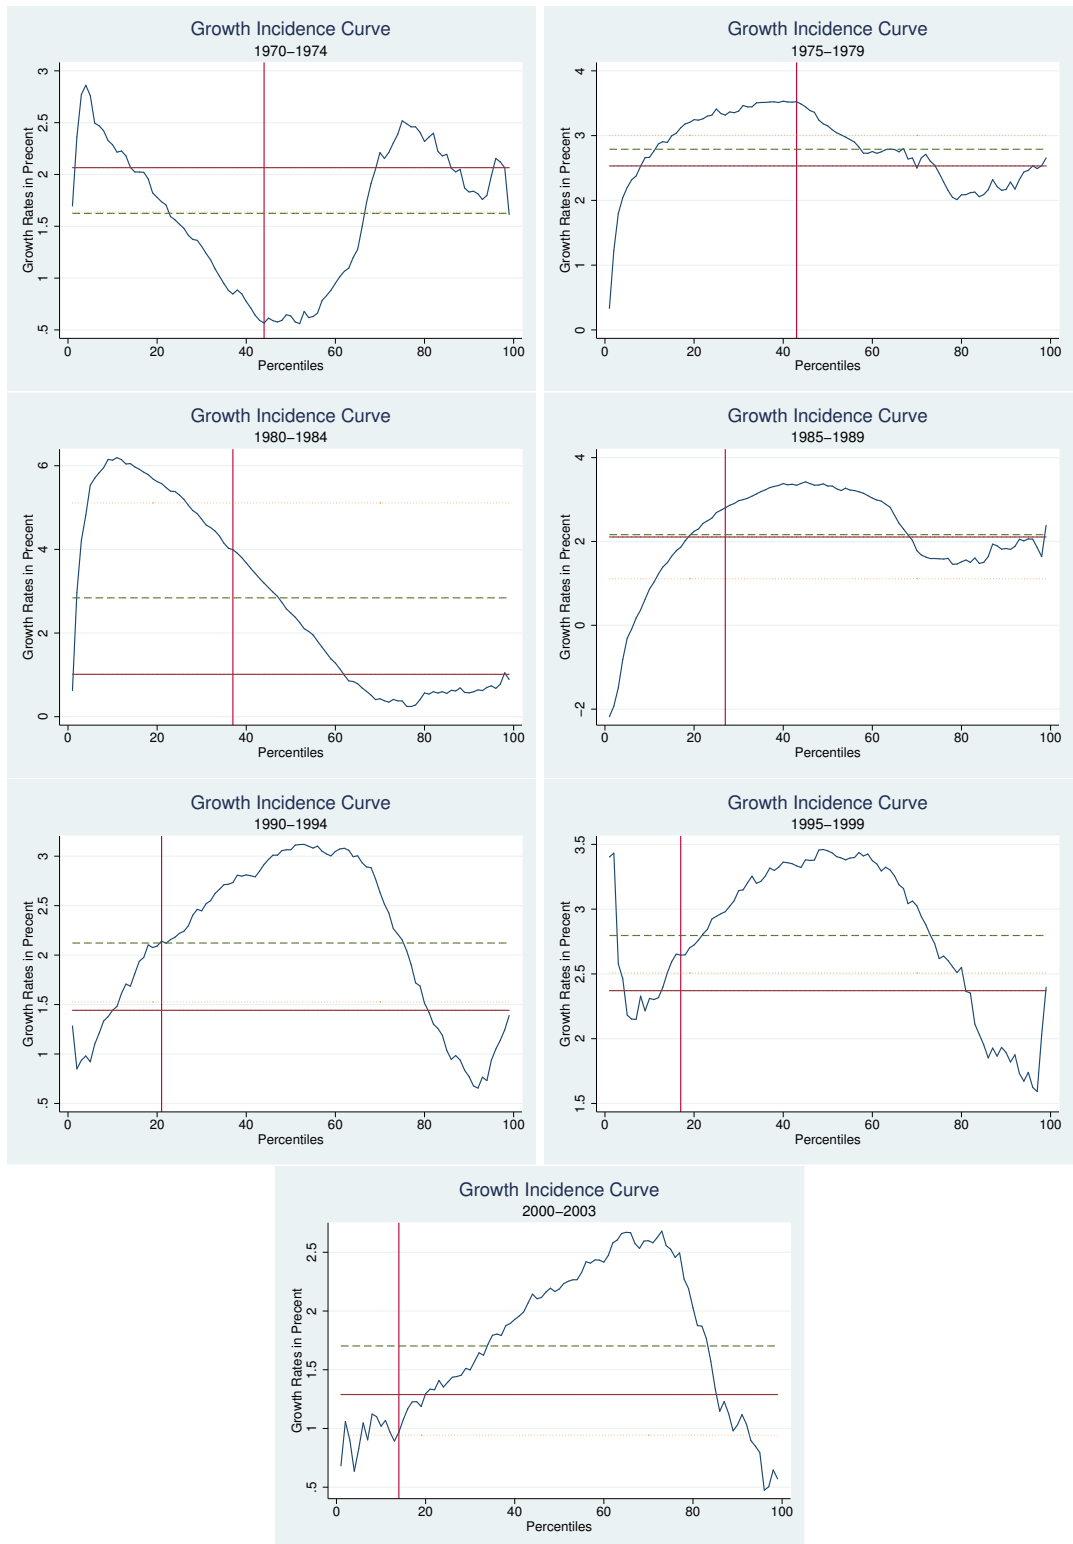 Growth Incidence Curve
1970−1974
Growth Rates in Precent
3
2.5
2
1.5
1
.5
0 20 40 60 80 100
Percentiles
Growth Incidence Curve
1975−1979
Growth Rates in Precent
4
3
2
1
0
0 20 40 60 80 100
Percentiles
Growth Incidence Curve
1980−1984
Growth Rates in Precent
6
4
2
0
0 20 40 60 80 100
Percentiles
Growth Incidence Curve
1985−1989
Growth Rates in Precent
4
2
0
−2
0 20 40 60 80 100
Percentiles
Growth Incidence Curve
1990−1994
Growth Rates in Precent
3
2.5
2
1.5
1
.5
0 20 40 60 80 100
Percentiles
Growth Incidence Curve
1995−1999
Growth Rates in Precent
3.5
3
2.5
2
1.5
0 20 40 60 80 100
Percentiles
Growth Incidence Curve
2000−2003
Growth Rates in Precent
2.5
2
1.5
1
.5
0 20 40 60 80 100
Percentiles